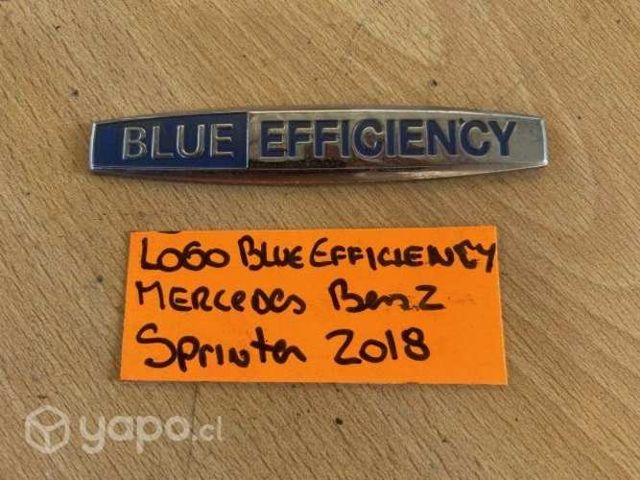 BLUE EFFICIENCY
LOGO BLUE EFFICIENCY
MERCEDES BENZ
SPRINTER 2018
yapo.cl